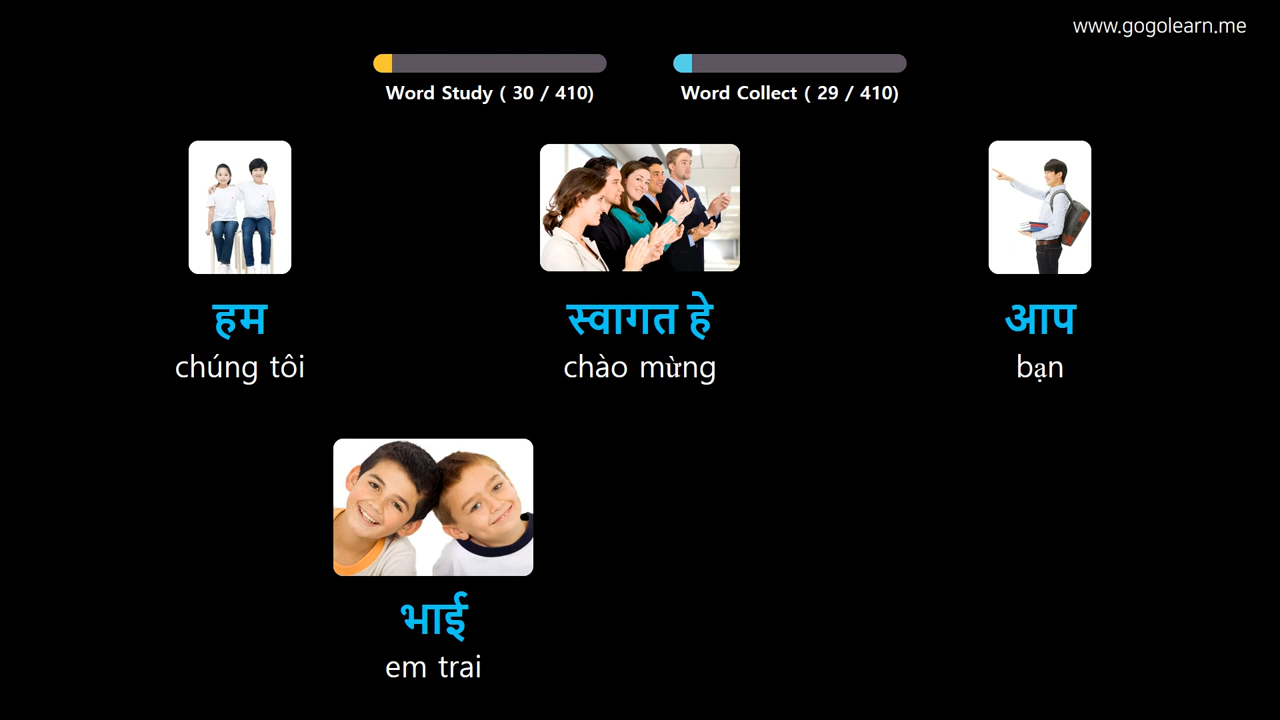 www.gogolearn.me
Word Study ( 30 / 410)
Word Collect ( 29 / 410)
हम
स्वागत हे
आप
chúng tôi
chào mừng
bạn
भाई
em trai